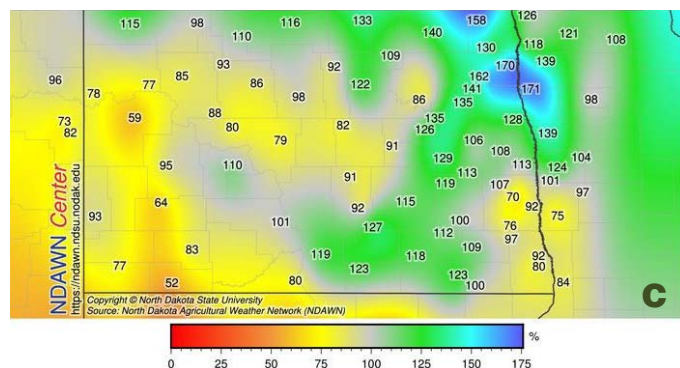 115 98 116 133 158 126
110 140 121
118 108
109 130
93 92 170 139
96 77 85 86 122 162
78 98 86 141 171 98
135
59 88 135 128
73 80 82 126 139
82 79 91 106
108
95 110 129 113 124 104
91 119 113 107 101
64 115 70 97
93 92 92 75
101 127 100 76
112 97
83 119 118 109 92
77 123 80
52 80 123 100 84
NDAWN Center
https://ndawn.ndsu.nodak.edu
Copyright © North Dakota State University
Source: North Dakota Agricultural Weather Network (NDAWN)
C
%
0 25 50 75 100 125 150 175